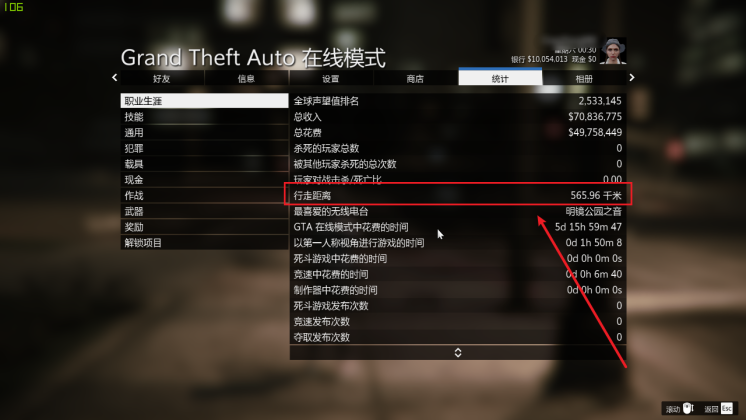 106
Grand Theft Auto 在线模式
星期六 00:30
银行 $10,054,013 现金 $0
好友 信息 设置 商店 统计 相册
职业生涯
技能
通用
犯罪
载具
现金
作战
武器
奖励
解锁项目
全球声望值排名 2,533,145
总收入 $70,836,775
总花费 $49,758,449
杀死的玩家总数 0
被其他玩家杀死的总次数 0
玩家对战击杀/死亡比 0.00
行走距离 565.96 千米
最喜爱的无线电台 明镜公园之音
GTA 在线模式中花费的时间 5d 15h 59m 47
以第一人称视角进行游戏的时间 0d 1h 50m 8
死斗游戏中花费的时间 0d 0h 0m 0s
竞速中花费的时间 0d 0h 6m 40
制作器中花费的时间 0d 0h 0m 0s
死斗游戏发布次数 0
竞速发布次数 0
夺取发布次数 0
滚动 返回 Esc